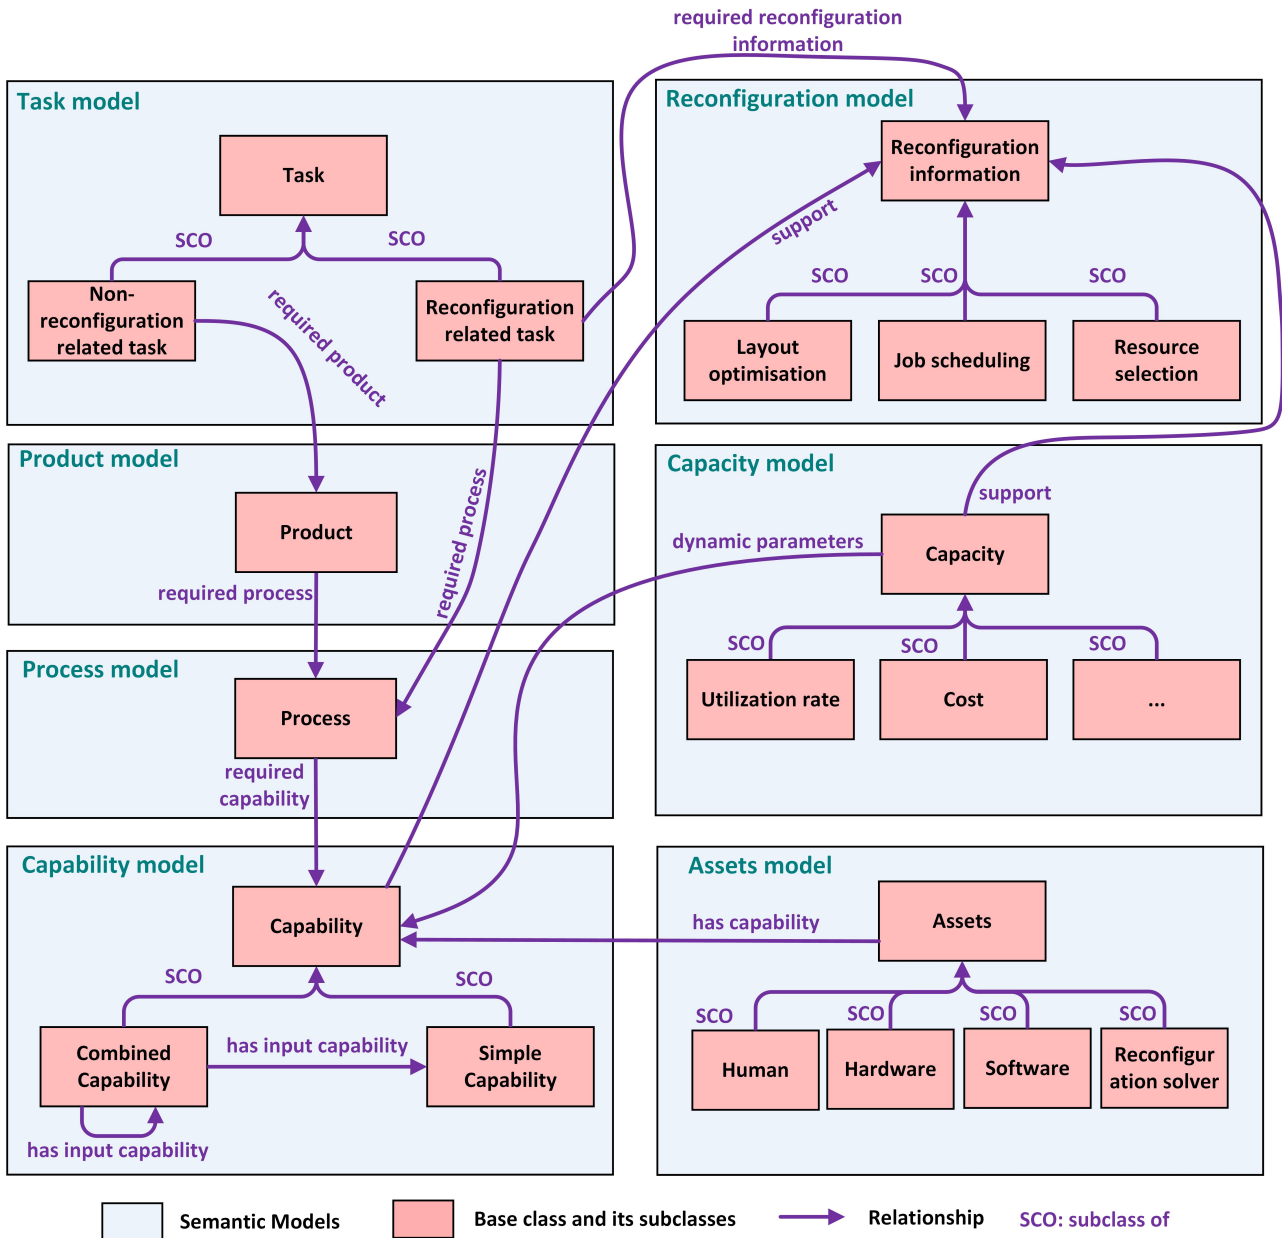 required reconfiguration
information
Task model
Task
SCO
SCO
Non-
reconfiguration
related task
required product
Reconfiguration
related task
Reconfiguration model
Reconfiguration
information
support
SCO
SCO
SCO
Layout
optimisation
Job scheduling
Resource
selection
Product model
Product
required process
required process
Capacity model
support
dynamic parameters
Capacity
SCO
SCO
SCO
Utilization rate
Cost
...
Process model
Process
required
capability
Capability model
Capability
SCO
SCO
Combined
Capability
has input capability
Simple
Capability
has input capability
Assets model
has capability
Assets
SCO
SCO
SCO
SCO
Human
Hardware
Software
Reconfigur
ation solver
Semantic Models
Base class and its subclasses
Relationship
SCO: subclass of